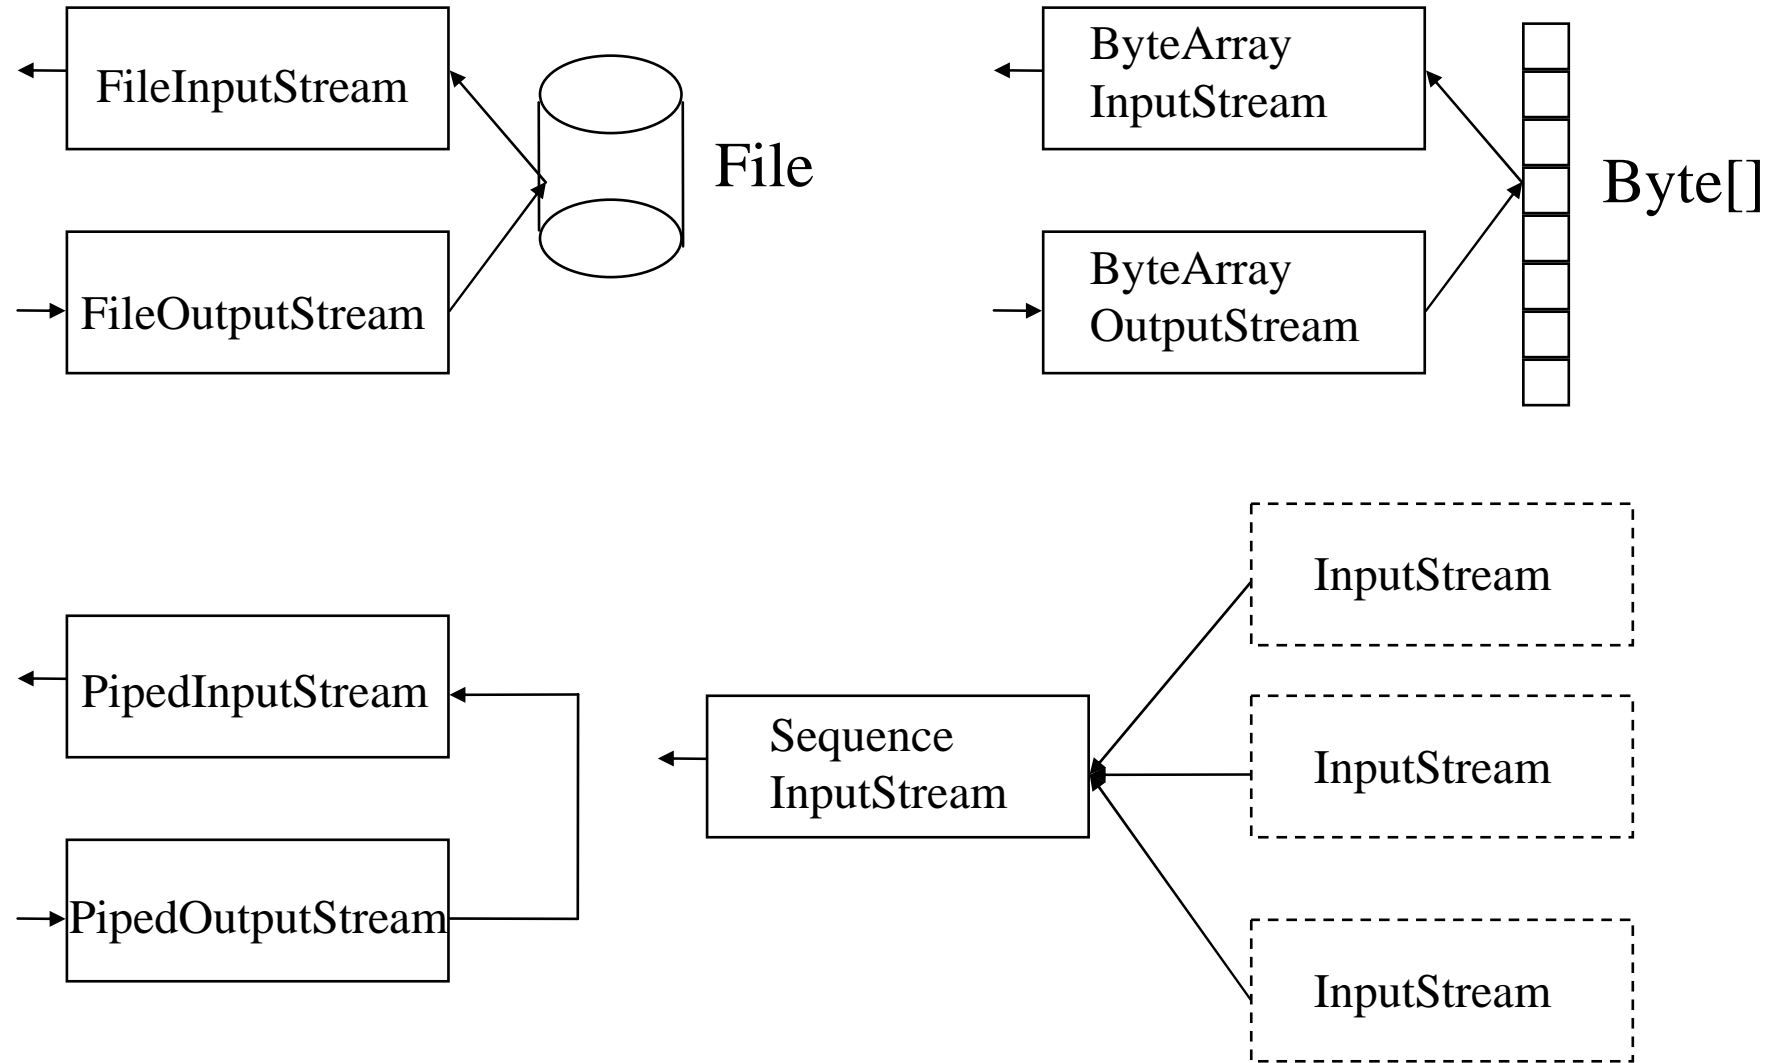 FileInputStream
File
FileOutputStream
ByteArray
InputStream
Byte[]
ByteArray
OutputStream
PipedInputStream
PipedOutputStream
Sequence
InputStream
InputStream
InputStream
InputStream